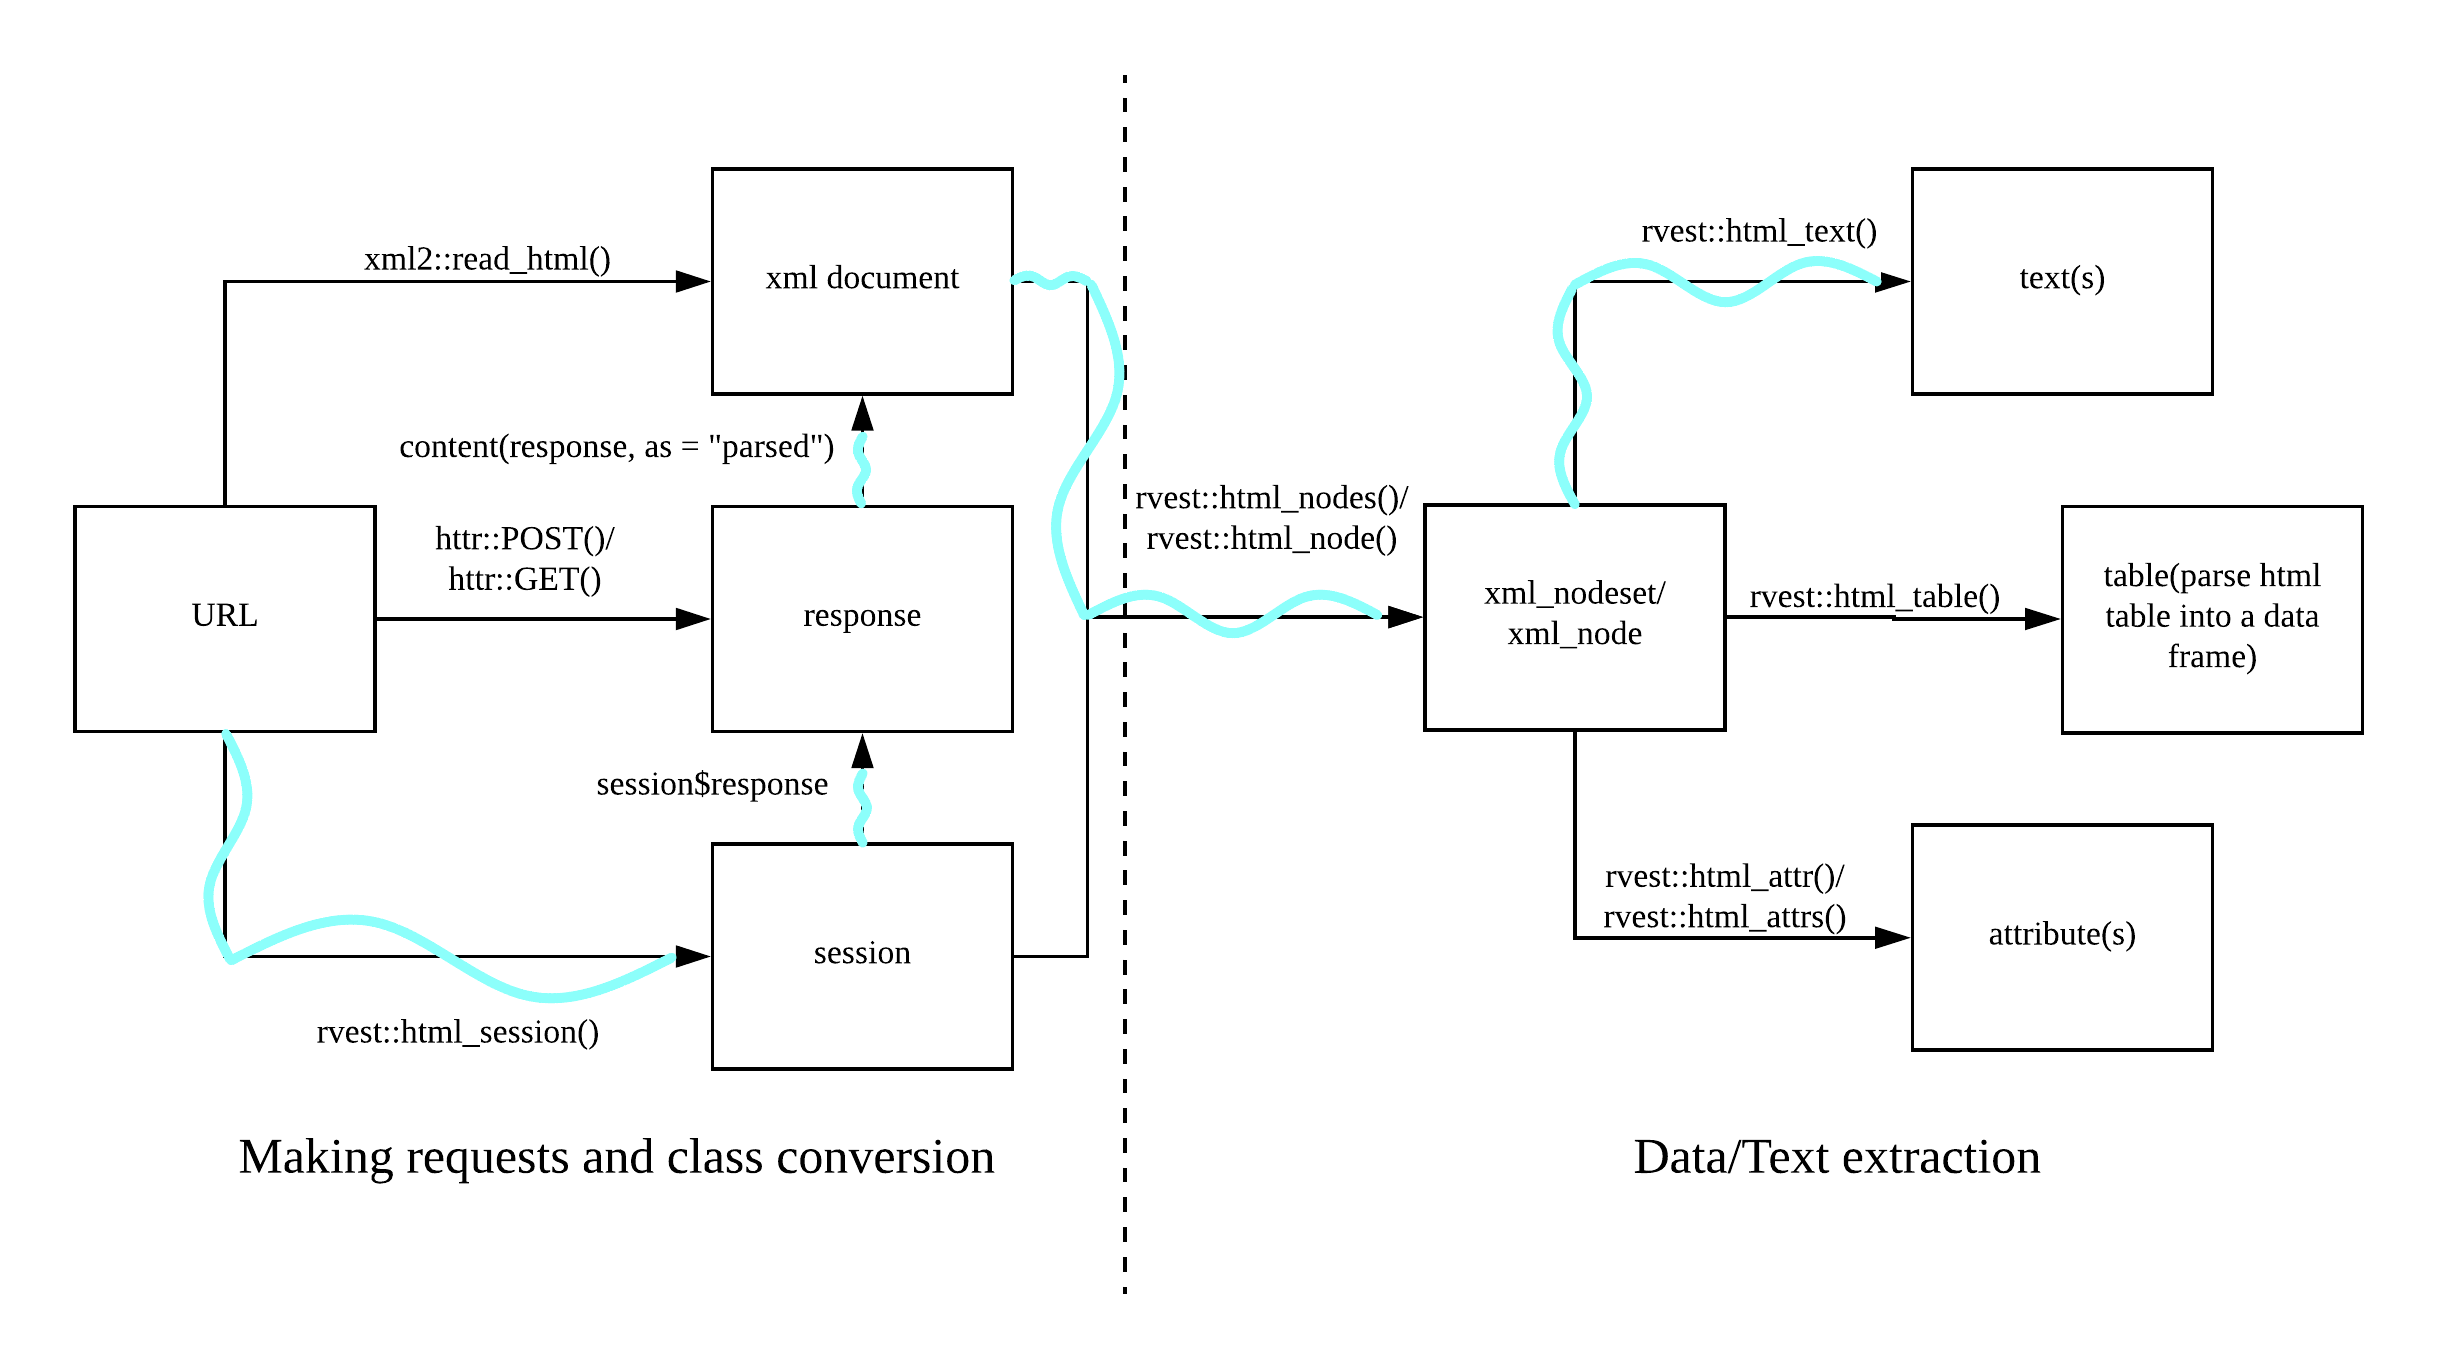 xml2::read_html()
xml document
content(response, as = "parsed")
URL
httr::POST()/
httr::GET()
response
session$response
session
rvest::html_session()
Making requests and class conversion
rvest::html_nodes()/
rvest::html_node()
xml_nodeset/
xml_node
rvest::html_text()
text(s)
rvest::html_table()
table(parse html
table into a data
frame)
rvest::html_attr()/
rvest::html_attrs()
attribute(s)
Data/Text extraction